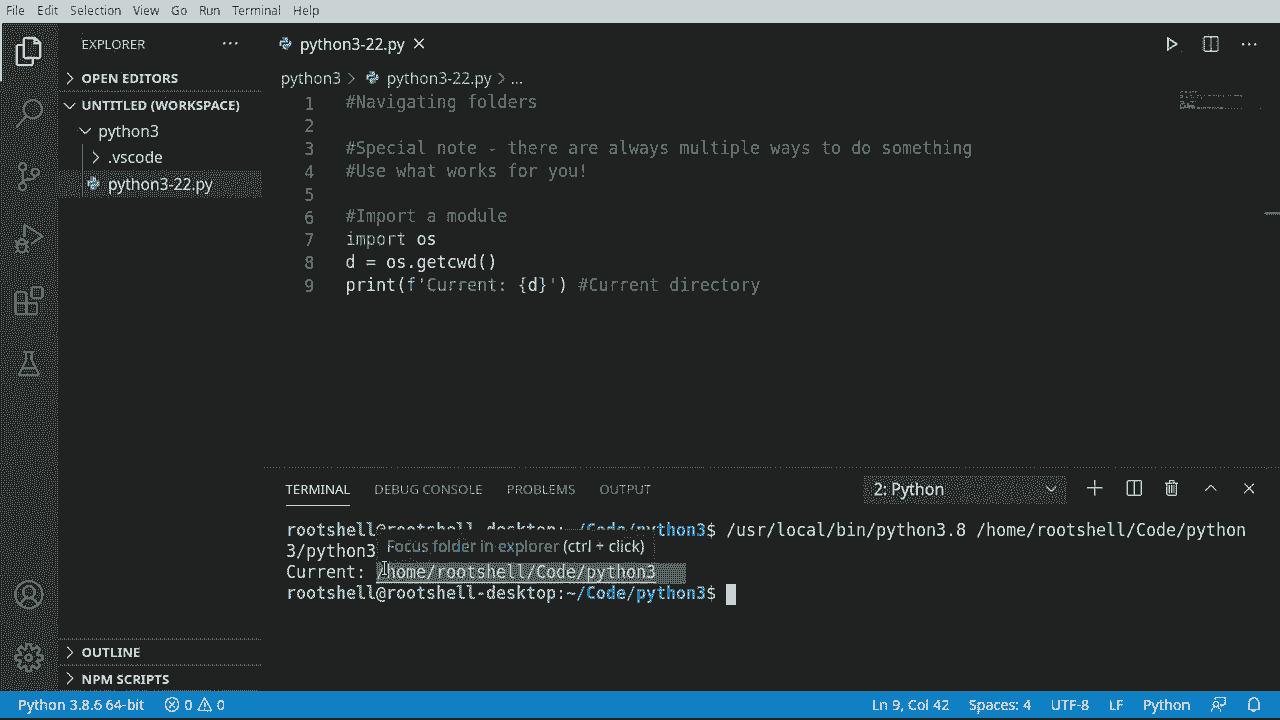 File Edit Selection View Go Run Terminal Help
EXPLORER ...
python3-22.py
OPEN EDITORS
python3 > python3-22.py > ...
UNTITLED (WORKSPACE)
python3
.vscode
python3-22.py
1 #Navigating folders
2
3 #Special note - there are always multiple ways to do something
4 #Use what works for you!
5
6 #Import a module
7 import os
8 d = os.getcwd()
9 print(f'Current: {d}') #Current directory
TERMINAL DEBUG CONSOLE PROBLEMS OUTPUT 2: Python
rootshell@rootshell-desktop:~/Code/python3$ /usr/local/bin/python3.8 /home/rootshell/Code/python
3/python3
Focus folder in explorer (ctrl + click)
Current: /home/rootshell/Code/python3
rootshell@rootshell-desktop:~/Code/python3$
OUTLINE
NPM SCRIPTS
Python 3.8.6 64-bit 0 0 Ln 9, Col 42 Spaces: 4 UTF-8 LF Python